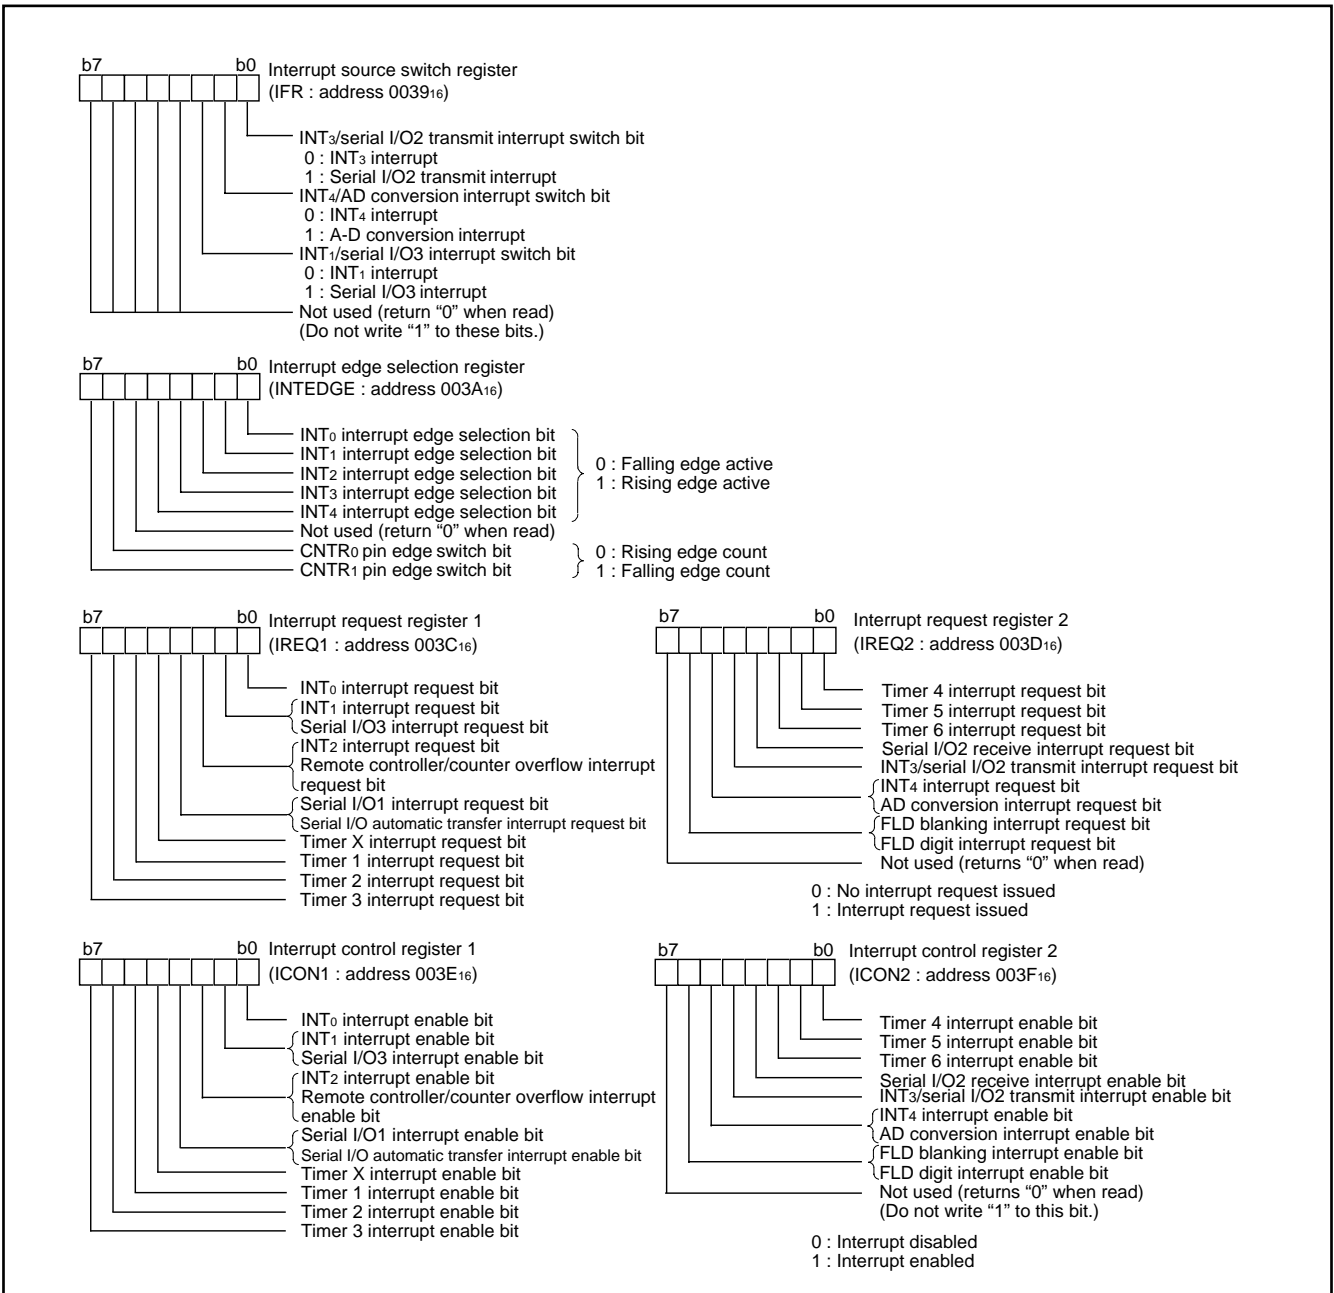 b7 b0 Interrupt source switch register
(IFR : address 0039₁₆)
INT₃/serial I/O2 transmit interrupt switch bit
0 : INT₃ interrupt
1 : Serial I/O2 transmit interrupt
INT₄/AD conversion interrupt switch bit
0 : INT₄ interrupt
1 : A-D conversion interrupt
INT₁/serial I/O3 interrupt switch bit
0 : INT₁ interrupt
1 : Serial I/O3 interrupt
Not used (return “0” when read)
(Do not write “1” to these bits.)
b7 b0 Interrupt edge selection register
(INTEDGE : address 003A₁₆)
INT₀ interrupt edge selection bit
INT₁ interrupt edge selection bit
INT₂ interrupt edge selection bit
INT₃ interrupt edge selection bit
INT₄ interrupt edge selection bit
0 : Falling edge active
1 : Rising edge active
Not used (return “0” when read)
CNTR₀ pin edge switch bit
CNTR₁ pin edge switch bit
0 : Rising edge count
1 : Falling edge count
b7 b0 Interrupt request register 1
(IREQ1 : address 003C₁₆)
INT₀ interrupt request bit
INT₁ interrupt request bit
Serial I/O3 interrupt request bit
INT₂ interrupt request bit
Remote controller/counter overflow interrupt
request bit
Serial I/O1 interrupt request bit
Serial I/O automatic transfer interrupt request bit
Timer X interrupt request bit
Timer 1 interrupt request bit
Timer 2 interrupt request bit
Timer 3 interrupt request bit
b7 b0 Interrupt request register 2
(IREQ2 : address 003D₁₆)
Timer 4 interrupt request bit
Timer 5 interrupt request bit
Timer 6 interrupt request bit
Serial I/O2 receive interrupt request bit
INT₃/serial I/O2 transmit interrupt request bit
INT₄ interrupt request bit
AD conversion interrupt request bit
FLD blanking interrupt request bit
FLD digit interrupt request bit
Not used (returns “0” when read)
0 : No interrupt request issued
1 : Interrupt request issued
b7 b0 Interrupt control register 1
(ICON1 : address 003E₁₆)
INT₀ interrupt enable bit
INT₁ interrupt enable bit
Serial I/O3 interrupt enable bit
INT₂ interrupt enable bit
Remote controller/counter overflow interrupt
enable bit
Serial I/O1 interrupt enable bit
Serial I/O automatic transfer interrupt enable bit
Timer X interrupt enable bit
Timer 1 interrupt enable bit
Timer 2 interrupt enable bit
Timer 3 interrupt enable bit
b7 b0 Interrupt control register 2
(ICON2 : address 003F₁₆)
Timer 4 interrupt enable bit
Timer 5 interrupt enable bit
Timer 6 interrupt enable bit
Serial I/O2 receive interrupt enable bit
INT₃/serial I/O2 transmit interrupt enable bit
INT₄ interrupt enable bit
AD conversion interrupt enable bit
FLD blanking interrupt enable bit
FLD digit interrupt enable bit
Not used (returns “0” when read)
(Do not write “1” to this bit.)
0 : Interrupt disabled
1 : Interrupt enabled